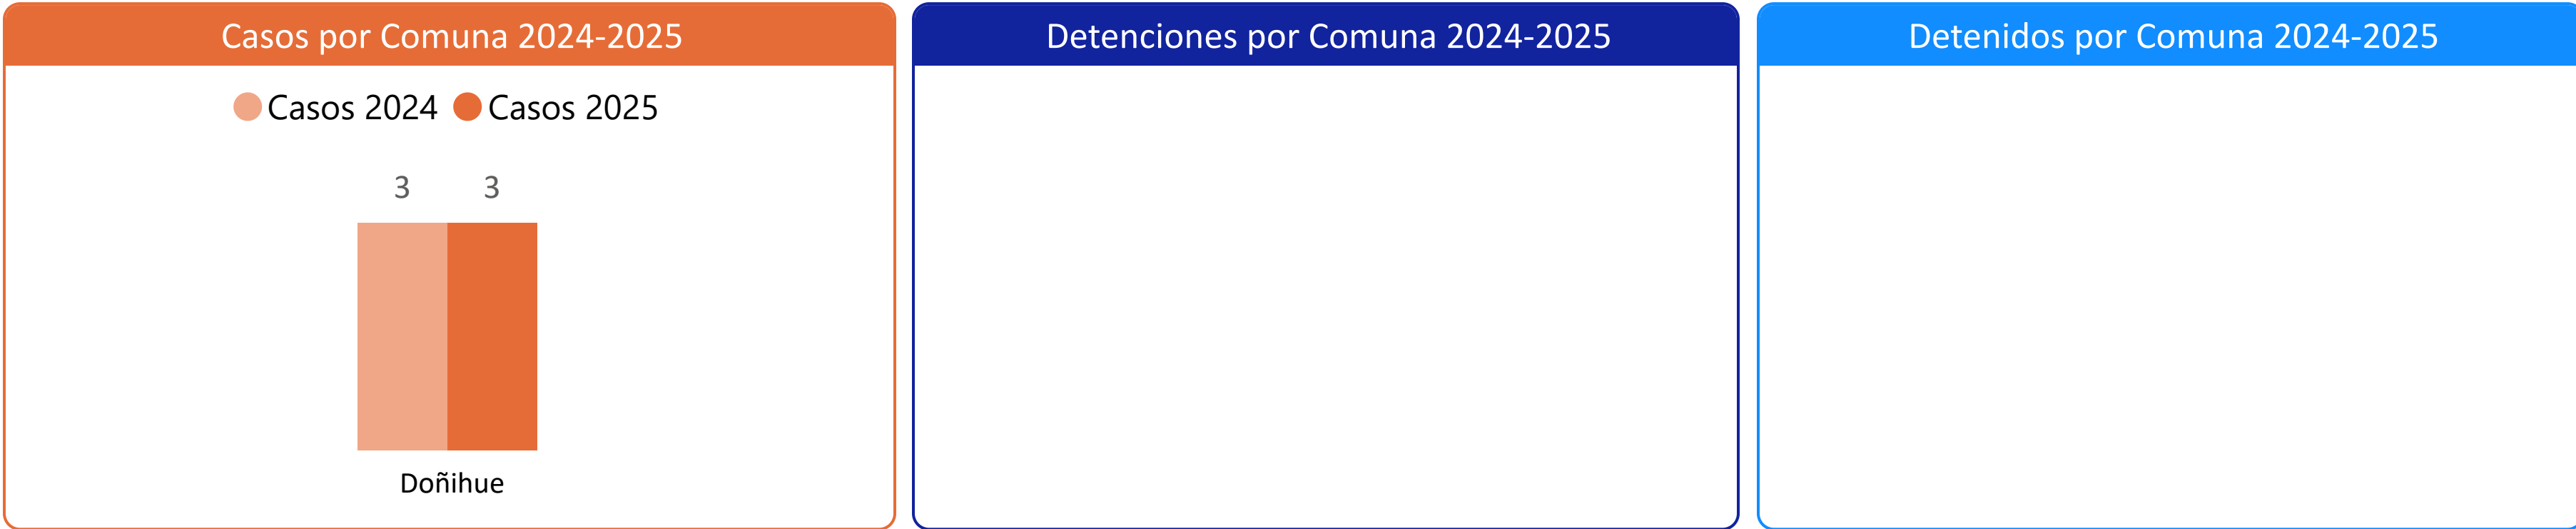 Casos por Comuna 2024-2025
Casos 2024 Casos 2025
3 3
Doñihue
Detenciones por Comuna 2024-2025
Detenidos por Comuna 2024-2025